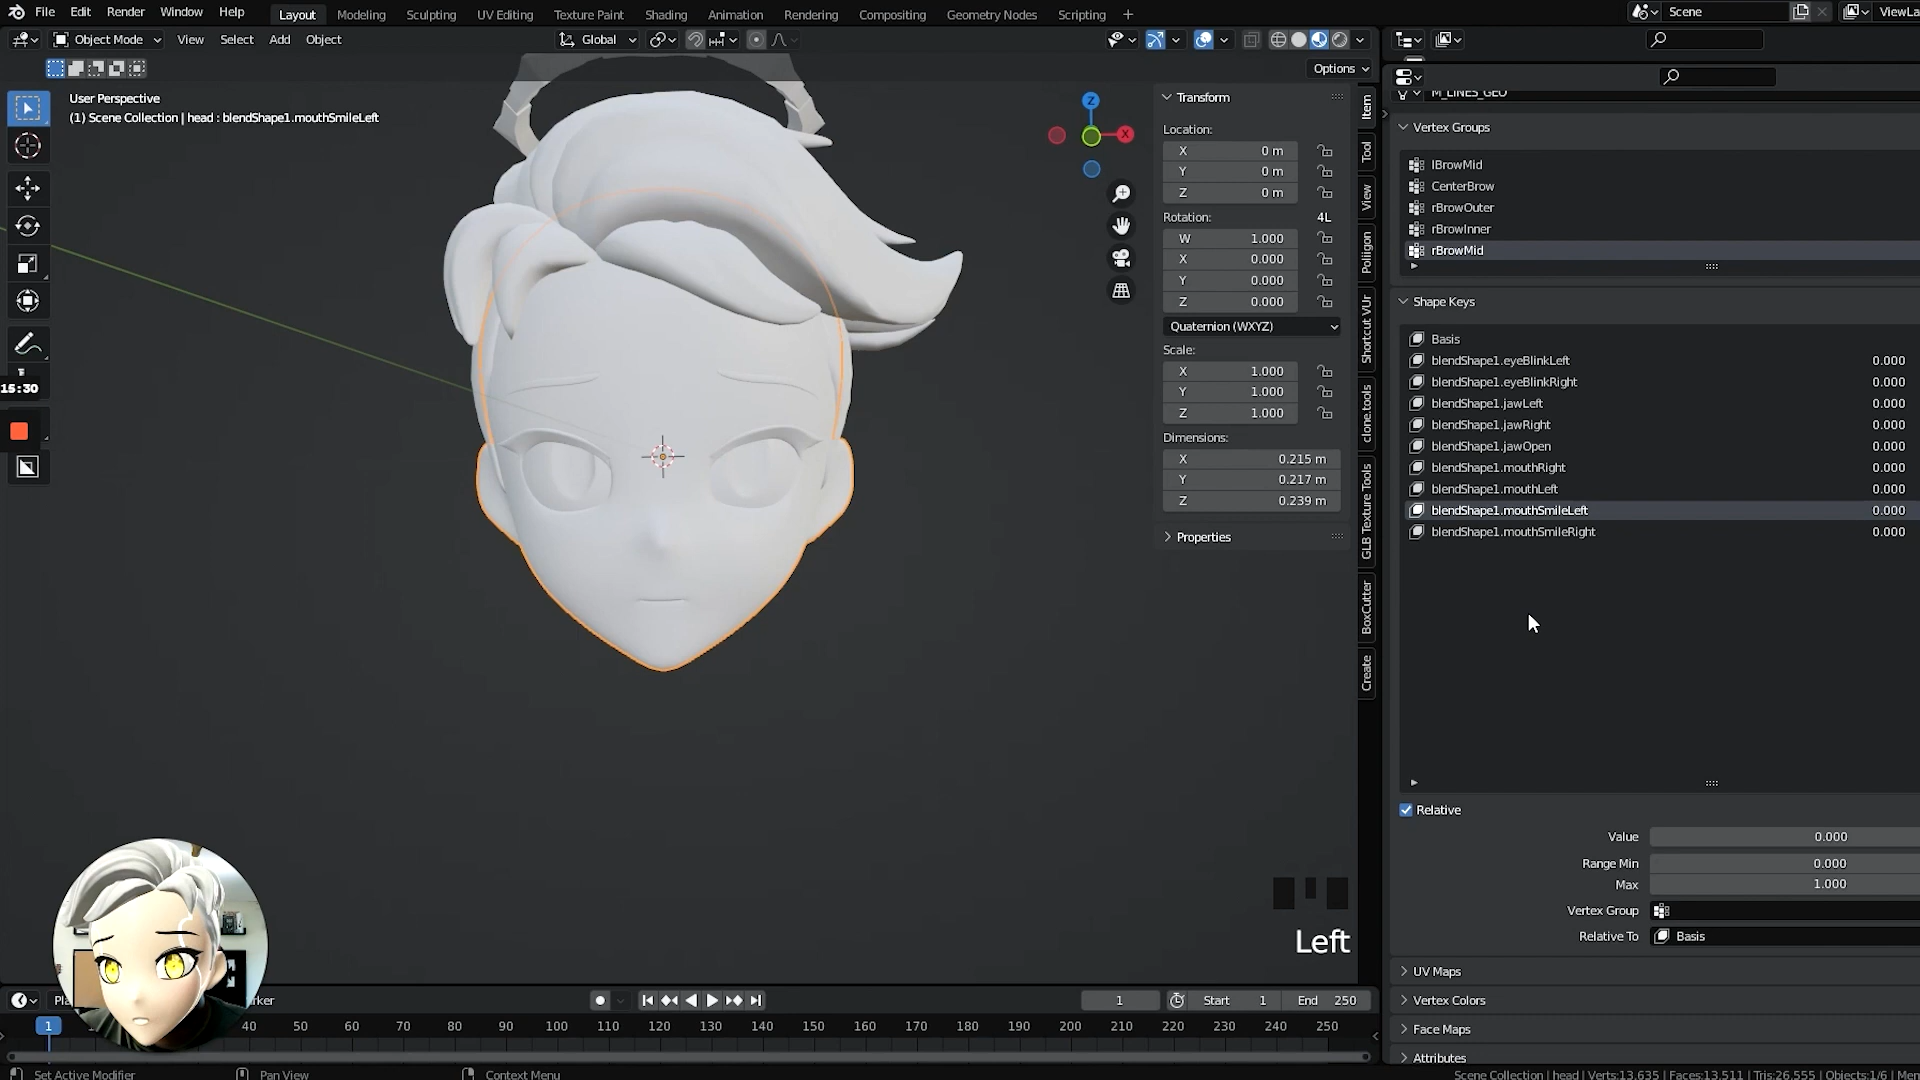 File Edit Render Window Help Layout Modeling Sculpting UV Editing Texture Paint Shading Animation Rendering Compositing Geometry Nodes Scripting + Scene ViewLa
Object Mode View Select Add Object Global
Options
User Perspective
(1) Scene Collection | head : blendShape1.mouthSmileLeft
Z
X
15:30
Transform
Location:
X 0 m
Y 0 m
Z 0 m
Rotation: 4L
W 1.000
X 0.000
Y 0.000
Z 0.000
Quaternion (WXYZ)
Scale:
X 1.000
Y 1.000
Z 1.000
Dimensions:
X 0.215 m
Y 0.217 m
Z 0.239 m
Properties
Item
Tool
View
Poliigon
Shortcut VUr
clone.tools
GLB Texture Tools
BoxCutter
Create
M_LINES_GEO
Vertex Groups
lBrowMid
CenterBrow
rBrowOuter
rBrowInner
rBrowMid
Shape Keys
Basis
blendShape1.eyeBlinkLeft 0.000
blendShape1.eyeBlinkRight 0.000
blendShape1.jawLeft 0.000
blendShape1.jawRight 0.000
blendShape1.jawOpen 0.000
blendShape1.mouthRight 0.000
blendShape1.mouthLeft 0.000
blendShape1.mouthSmileLeft 0.000
blendShape1.mouthSmileRight 0.000
Relative
Value 0.000
Range Min 0.000
Max 1.000
Vertex Group
Relative To Basis
UV Maps
Vertex Colors
Face Maps
Attributes
Left
Pla rker 1 Start 1 End 250
1 40 50 60 70 80 90 100 110 120 130 140 150 160 170 180 190 200 210 220 230 240 250
Set Active Modifier Pan View Context Menu Scene Collection | head | Verts:13,635 | Faces:13,511 | Tris:26,555 | Objects:1/6 | Mem